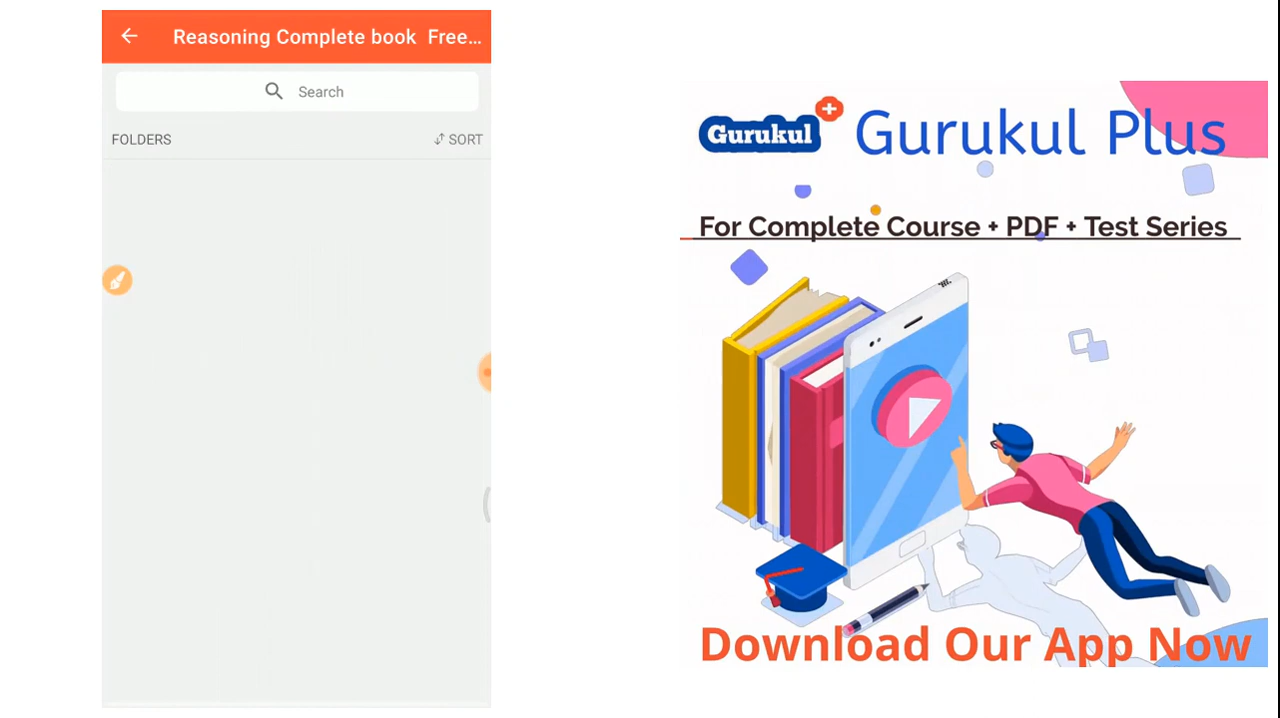 Reasoning Complete book Free...
Search
FOLDERS
SORT
Gurukul
Gurukul Plus
For Complete Course + PDF + Test Series
Download Our App Now